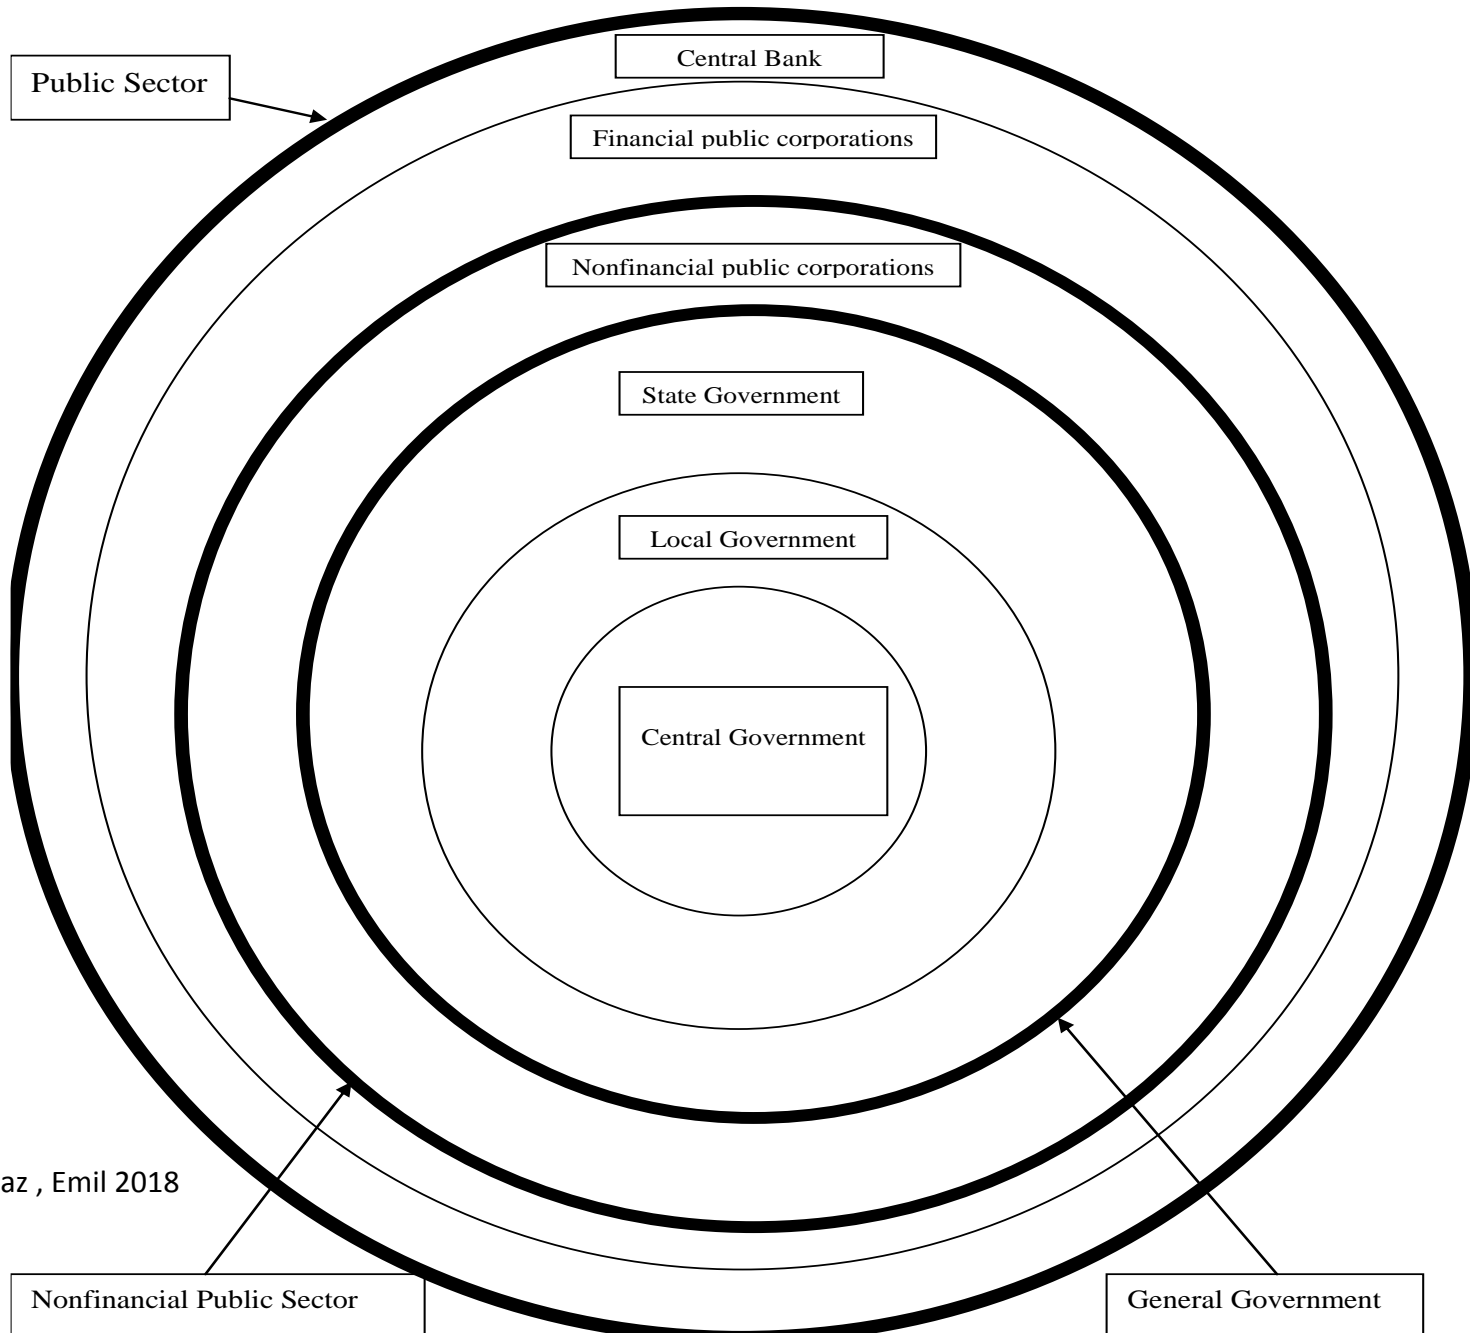 Central Bank
Public Sector
Financial public corporations
Nonfinancial public corporations
State Government
Local Government
Central Government
, Emil 2018
Nonfinancial Public Sector
General Government